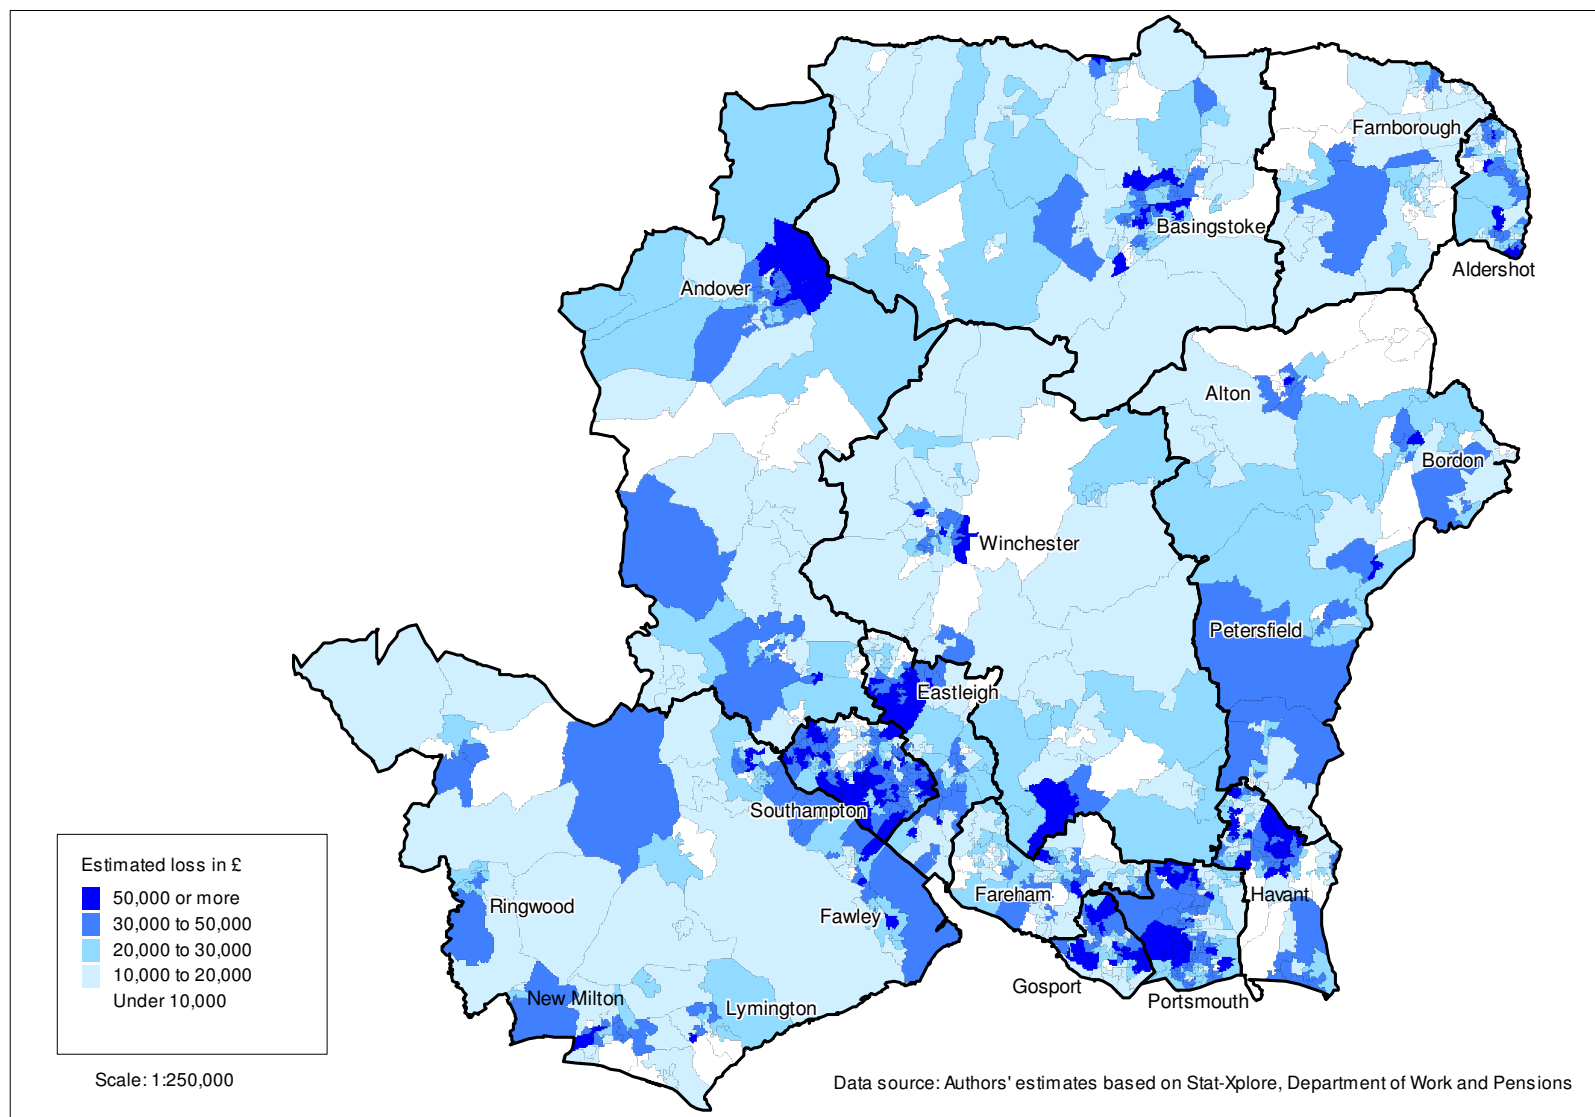 Farnborough
Basingstoke
Aldershot
Andover
Alton
Bordon
Winchester
Petersfield
Eastleigh
Southampton
Estimated loss in £
50,000 or more
30,000 to 50,000
20,000 to 30,000
10,000 to 20,000
Under 10,000
Ringwood
Fawley
Fareham
Havant
Gosport
Portsmouth
New Milton
Lymington
Scale: 1:250,000
Data source: Authors' estimates based on Stat-Xplore, Department of Work and Pensions